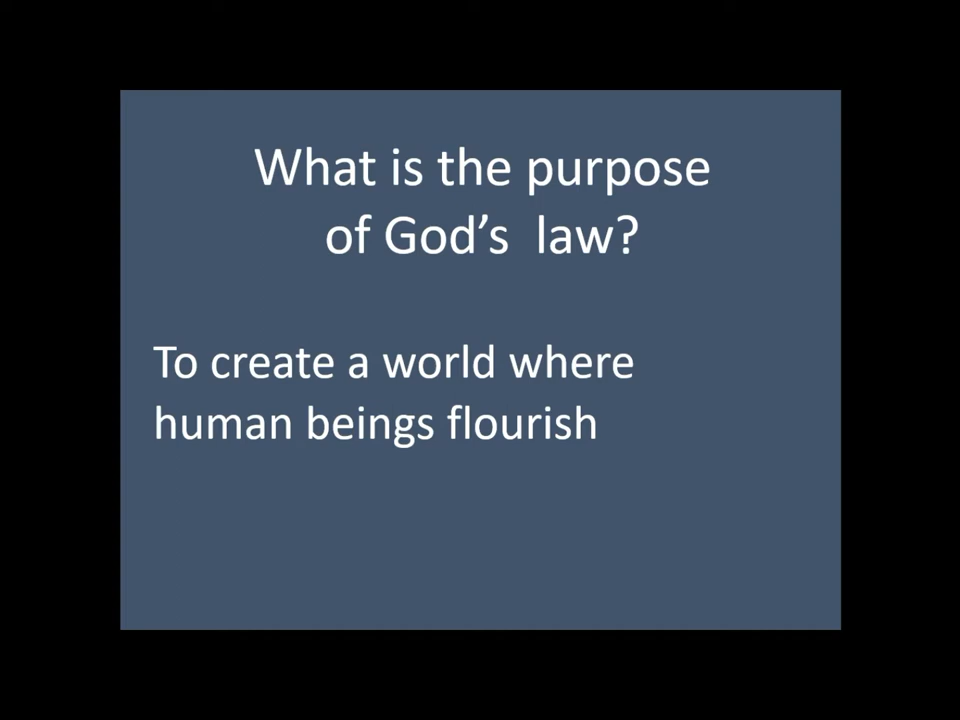 What is the purpose
of God’s  law?
To create a world where
human beings flourish